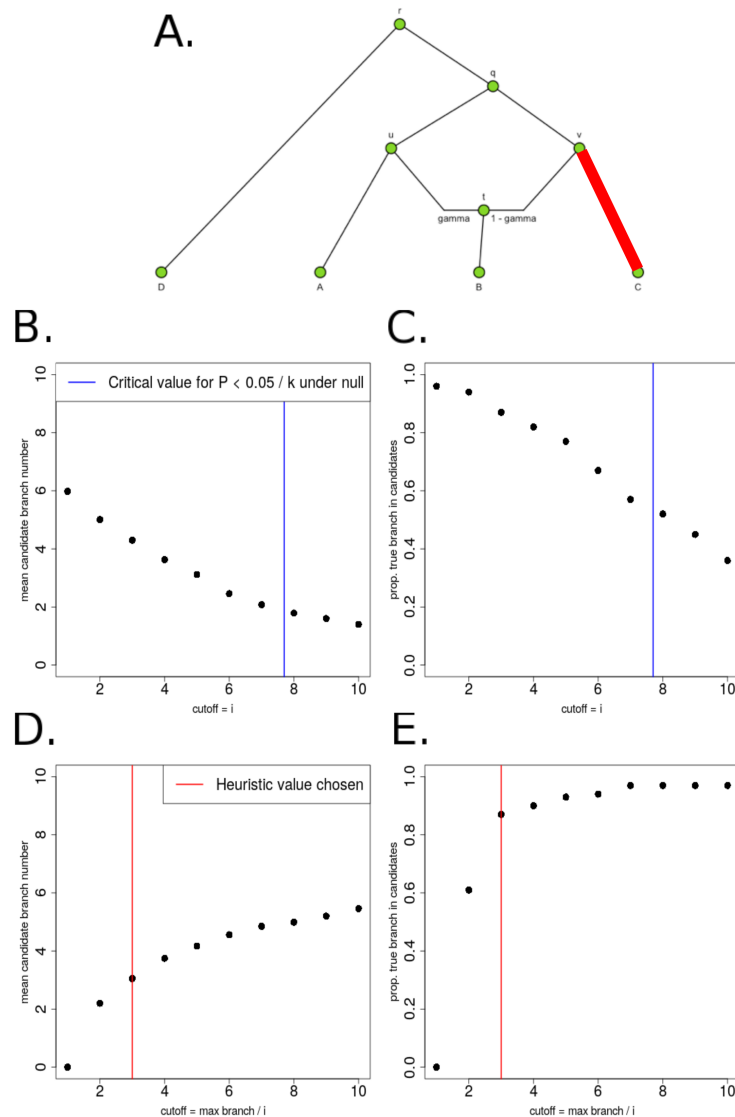 A.
r
q
u
v
t
gamma
1 - gamma
D
A
B
C
B.
C.
Critical value for P < 0.05 / k under null
mean candidate branch number
0
2
4
6
8
10
2
4
6
8
10
cutoff = i
prop. true branch in candidates
0.0
0.2
0.4
0.6
0.8
1.0
2
4
6
8
10
cutoff = i
D.
E.
Heuristic value chosen
mean candidate branch number
0
2
4
6
8
10
2
4
6
8
10
cutoff = max branch / i
prop. true branch in candidates
0.0
0.2
0.4
0.6
0.8
1.0
2
4
6
8
10
cutoff = max branch / i